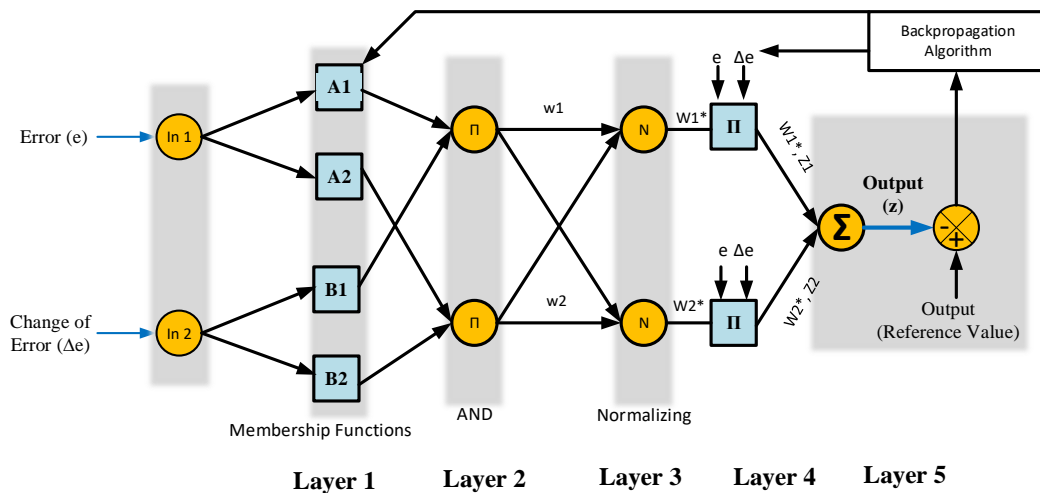 Backpropagation
Algorithm
e Δe
A1
w1
W1*
Error (e)
In 1
Π
N
Π
W1*, Z1
A2
Output
(z)
Σ
-
+
B1
e Δe
W2*, Z2
w2
W2*
Output
(Reference Value)
Change of
Error (Δe)
In 2
Π
N
Π
B2
Membership Functions
AND
Normalizing
Layer 1
Layer 2
Layer 3
Layer 4
Layer 5